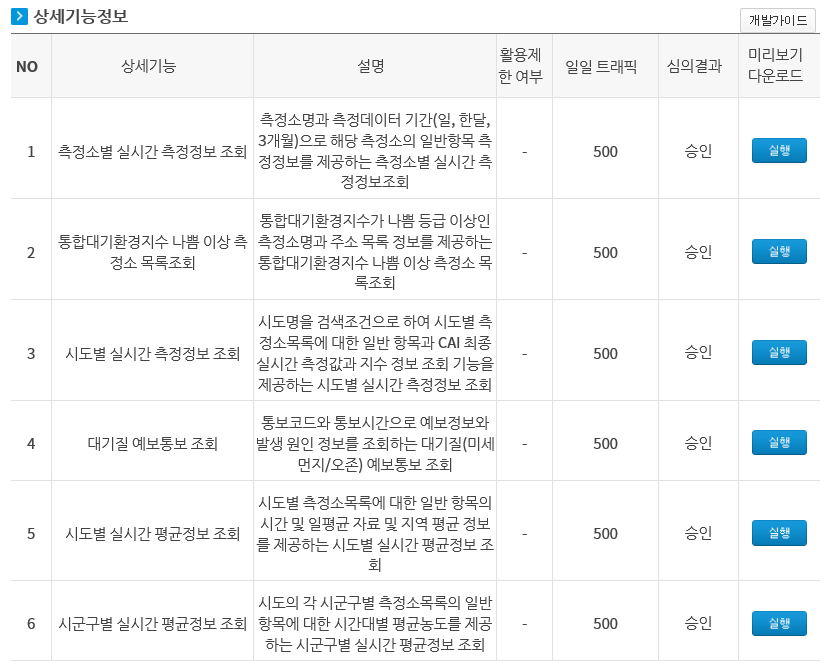 상세기능정보
개발가이드
NO
상세기능
설명
활용제
한 여부
일일 트래픽
심의결과
미리보기
다운로드
1
측정소별 실시간 측정정보 조회
측정소명과 측정데이터 기간(일, 한달,
3개월)으로 해당 측정소의 일반항목 측
정정보를 제공하는 측정소별 실시간 측
정정보조회
-
500
승인
실행
2
통합대기환경지수 나쁨 이상 측
정소 목록조회
통합대기환경지수가 나쁨 등급 이상인
측정소명과 주소 목록 정보를 제공하는
통합대기환경지수 나쁨 이상 측정소 목
록조회
-
500
승인
실행
3
시도별 실시간 측정정보 조회
시도명을 검색조건으로 하여 시도별 측
정소목록에 대한 일반 항목과 CAI 최종
실시간 측정값과 지수 정보 조회 기능을
제공하는 시도별 실시간 측정정보 조회
-
500
승인
실행
4
대기질 예보통보 조회
통보코드와 통보시간으로 예보정보와
발생 원인 정보를 조회하는 대기질(미세
먼지/오존) 예보통보 조회
-
500
승인
실행
5
시도별 실시간 평균정보 조회
시도별 측정소목록에 대한 일반 항목의
시간 및 일평균 자료 및 지역 평균 정보
를 제공하는 시도별 실시간 평균정보 조
회
-
500
승인
실행
6
시군구별 실시간 평균정보 조회
시도의 각 시군구별 측정소목록의 일반
항목에 대한 시간대별 평균농도를 제공
하는 시군구별 실시간 평균정보 조회
-
500
승인
실행